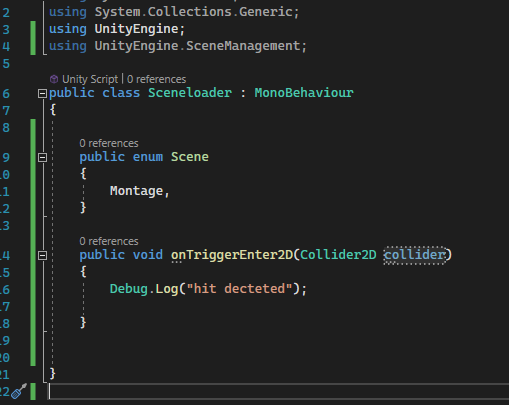 2 using System.Collections.Generic;
3 using UnityEngine;
4 using UnityEngine.SceneManagement;
5
Unity Script | 0 references
6 public class Sceneloader : MonoBehaviour
7 {
8
0 references
9 public enum Scene
10 {
11 Montage,
12 }
13
0 references
14 public void onTriggerEnter2D(Collider2D collider)
15 {
16 Debug.Log("hit decteted");
17
18 }
19
20
21 }
22